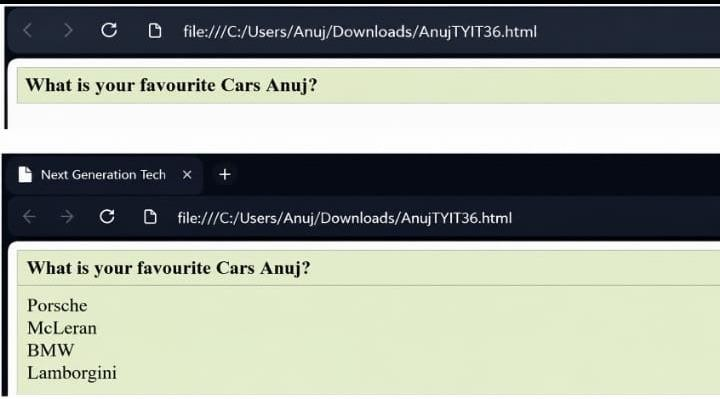 file:///C:/Users/Anuj/Downloads/AnujTYIT36.html
What is your favourite Cars Anuj?
Next Generation Tech
file:///C:/Users/Anuj/Downloads/AnujTYIT36.html
What is your favourite Cars Anuj?
Porsche
McLeran
BMW
Lamborgini